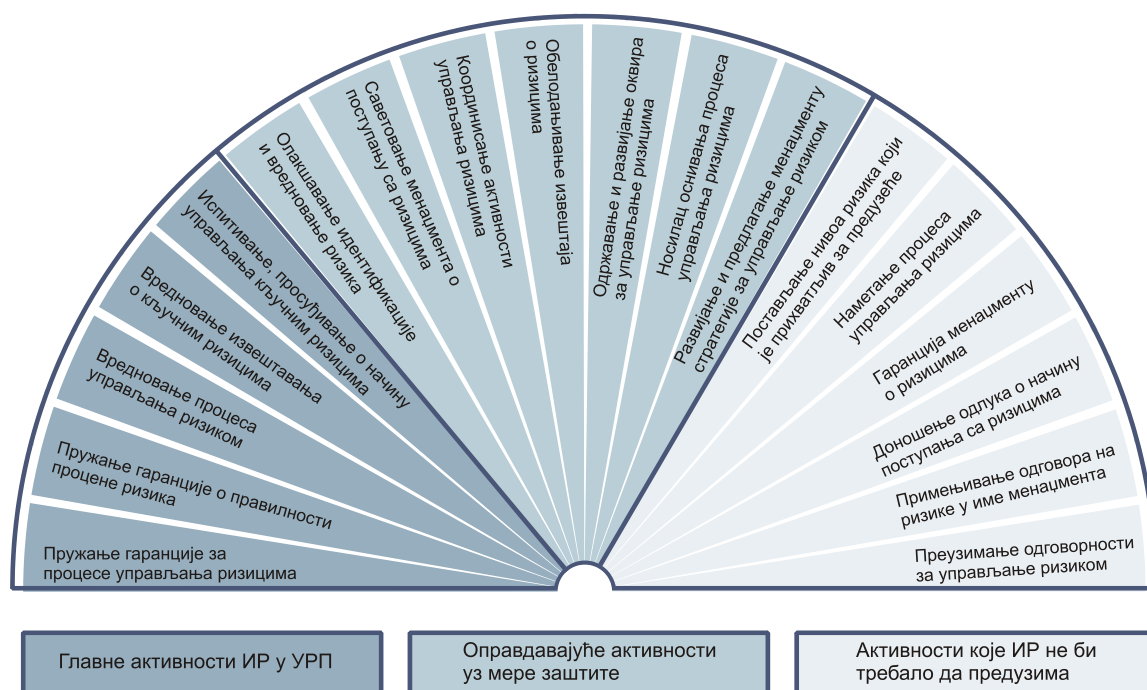 Пружање гаранције за
процесе управљања ризицима
Пружање гаранције о правилности
процене ризика
Вредновање процеса
управљања ризиком
Вредновање извештавања
о кључним ризицима
Испитивање, просуђивање о начину
управљања кључним ризицима
Олакшавање идентификације
и вредновање ризика
Саветовање менаџмента о
поступању са ризицима
Координисање активности
управљања ризицима
Обелодањивање извештаја
о ризицима
Одржавање и развијање оквира
за управљање ризицима
Носилац оснивања процеса
управљања ризицима
Развијање и предлагање менаџменту
стратегије за управљање ризиком
Постављање нивоа ризика који
је прихватљив за предузеће
Наметање процеса
управљања ризицима
Гаранција менаџменту
о ризицима
Доношење одлука о начину
поступања са ризицима
Примењивање одговора на
ризике у име менаџмента
Преузимање одговорности
за управљање ризиком
Главне активности ИР у УРП
Оправдавајуће активности
уз мере заштите
Активности које ИР не би
требало да предузима